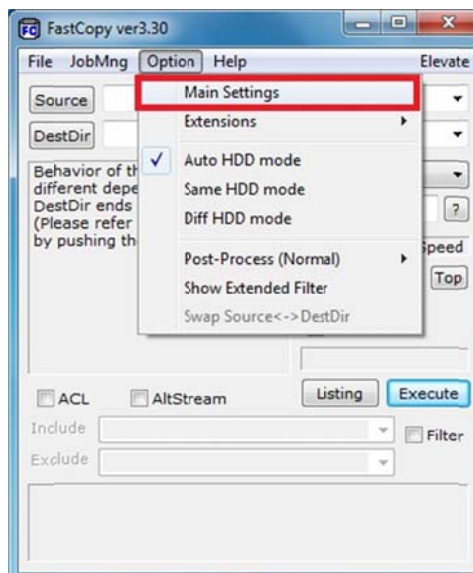 FastCopy ver3.30
File JobMng Option Help Elevate
Source
DestDir
Main Settings
Extensions
Auto HDD mode
Same HDD mode
Diff HDD mode
Post-Process (Normal)
Show Extended Filter
Swap Source<->DestDir
Behavior of th
different depe
DestDir ends
(Please refer
by pushing th
?
Speed
Top
ACL AltStream Listing Execute
Include Filter
Exclude